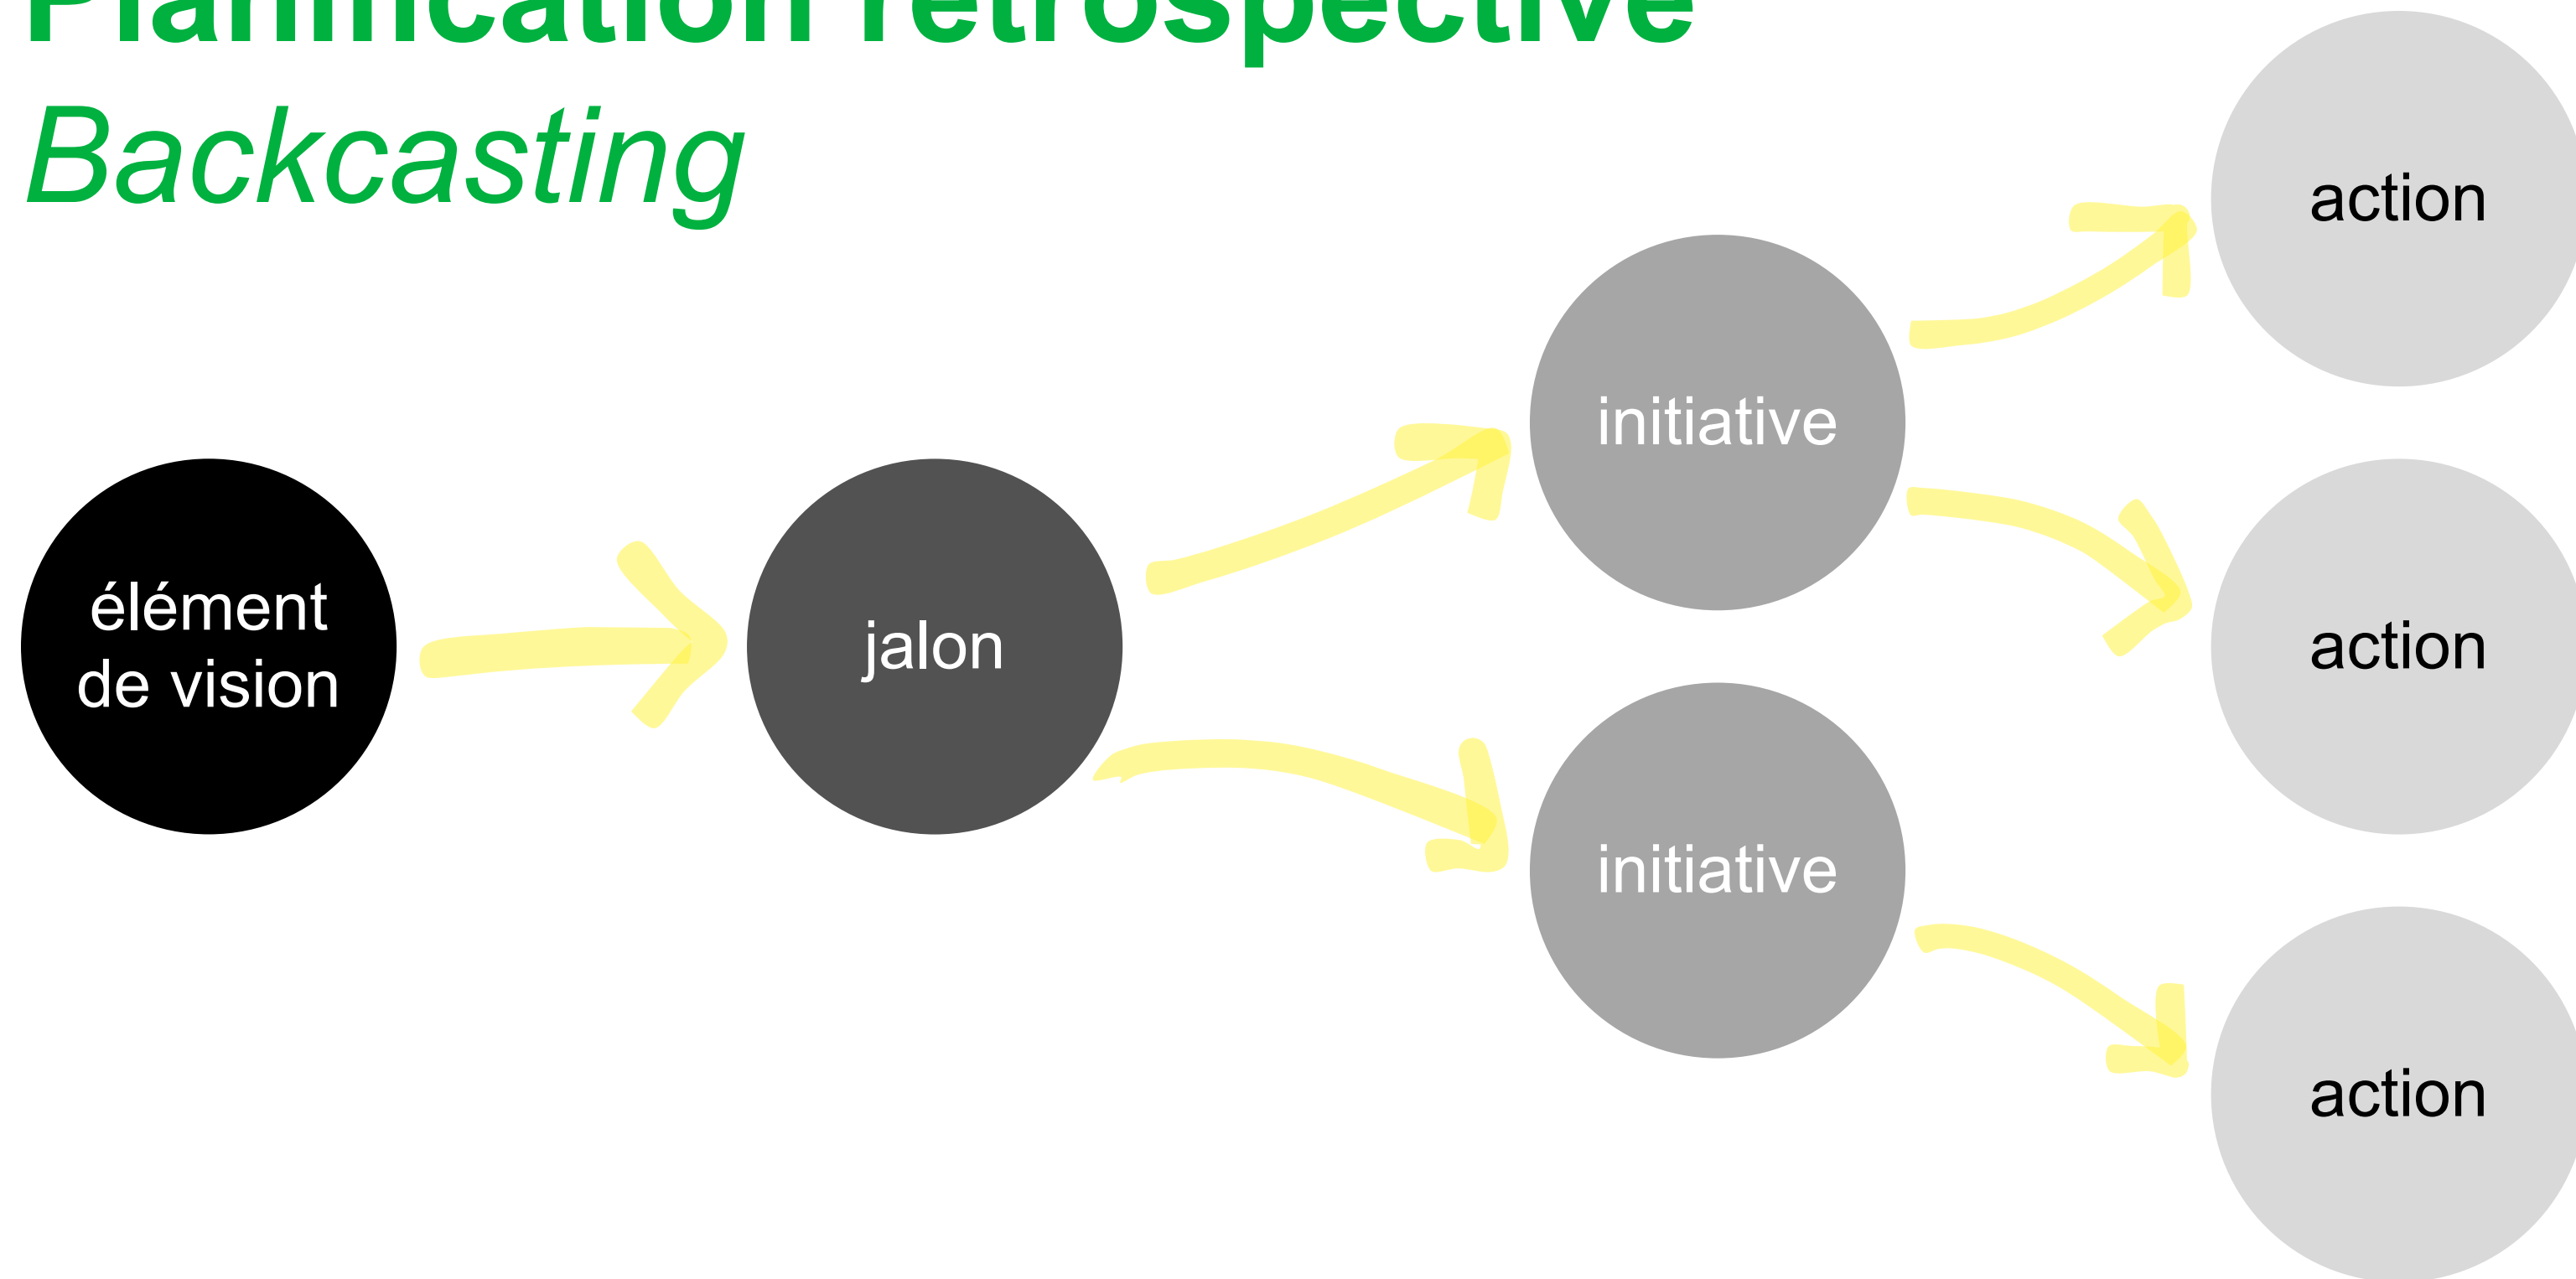 Planification rétrospective
Backcasting
action
initiative
élément
de vision
jalon
action
initiative
action